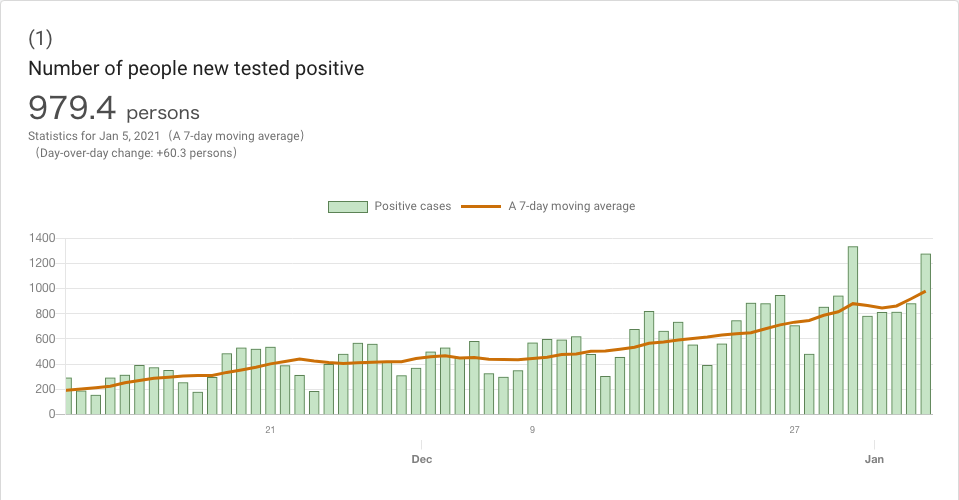 (1)
Number of people new tested positive
979.4 persons
Statistics for Jan 5, 2021 (A 7-day moving average)
(Day-over-day change: +60.3 persons)
Positive cases A 7-day moving average
1400
1200
1000
800
600
400
200
0
21 9 27
Dec Jan